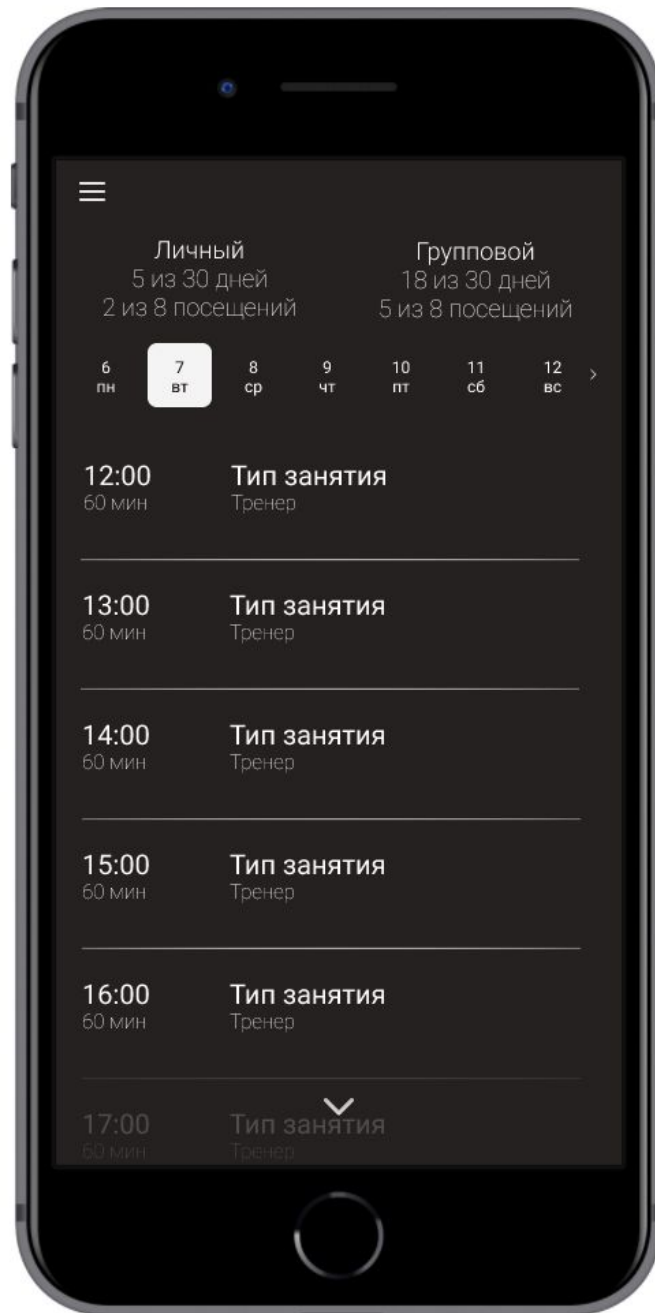 Личный
5 из 30 дней
2 из 8 посещений
Групповой
18 из 30 дней
5 из 8 посещений
6 7 8 9 10 11 12
пн вт ср чт пт сб вс
12:00 Тип занятия
60 мин Тренер
13:00 Тип занятия
60 мин Тренер
14:00 Тип занятия
60 мин Тренер
15:00 Тип занятия
60 мин Тренер
16:00 Тип занятия
60 мин Тренер
17:00 Тип занятия
60 мин Тренер